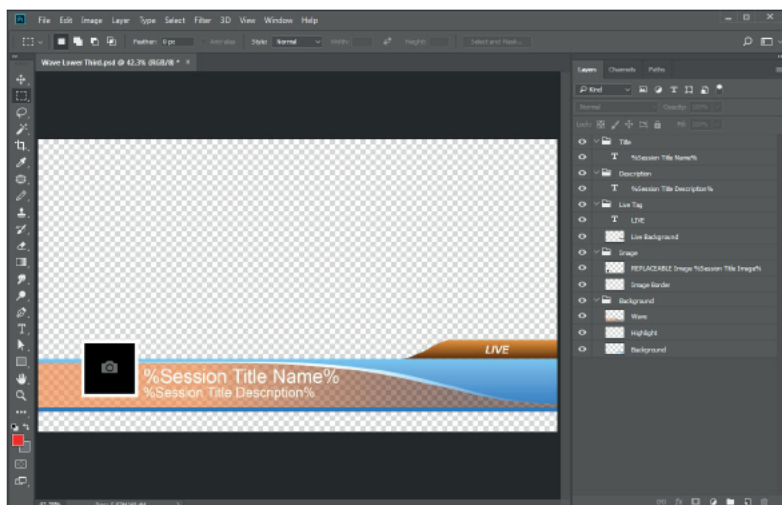 Ps File Edit Image Layer Type Select Filter 3D View Window Help
Feather: 0 px Anti-alias Style: Normal Width: Height: Select and Mask...
Wave Lower Third.psd @ 42.3% (RGB/8) * ×
LIVE
%Session Title Name%
%Session Title Description%
Layers Channels Paths
Kind
Normal Opacity: 100%
Lock: Fill: 100%
Title
T %Session Title Name%
Description
T %Session Title Description%
Live Tag
T LIVE
Live Background
Image
REPLACEABLE Image %Session Title Image%
Image Border
Background
Wave
Highlight
Background